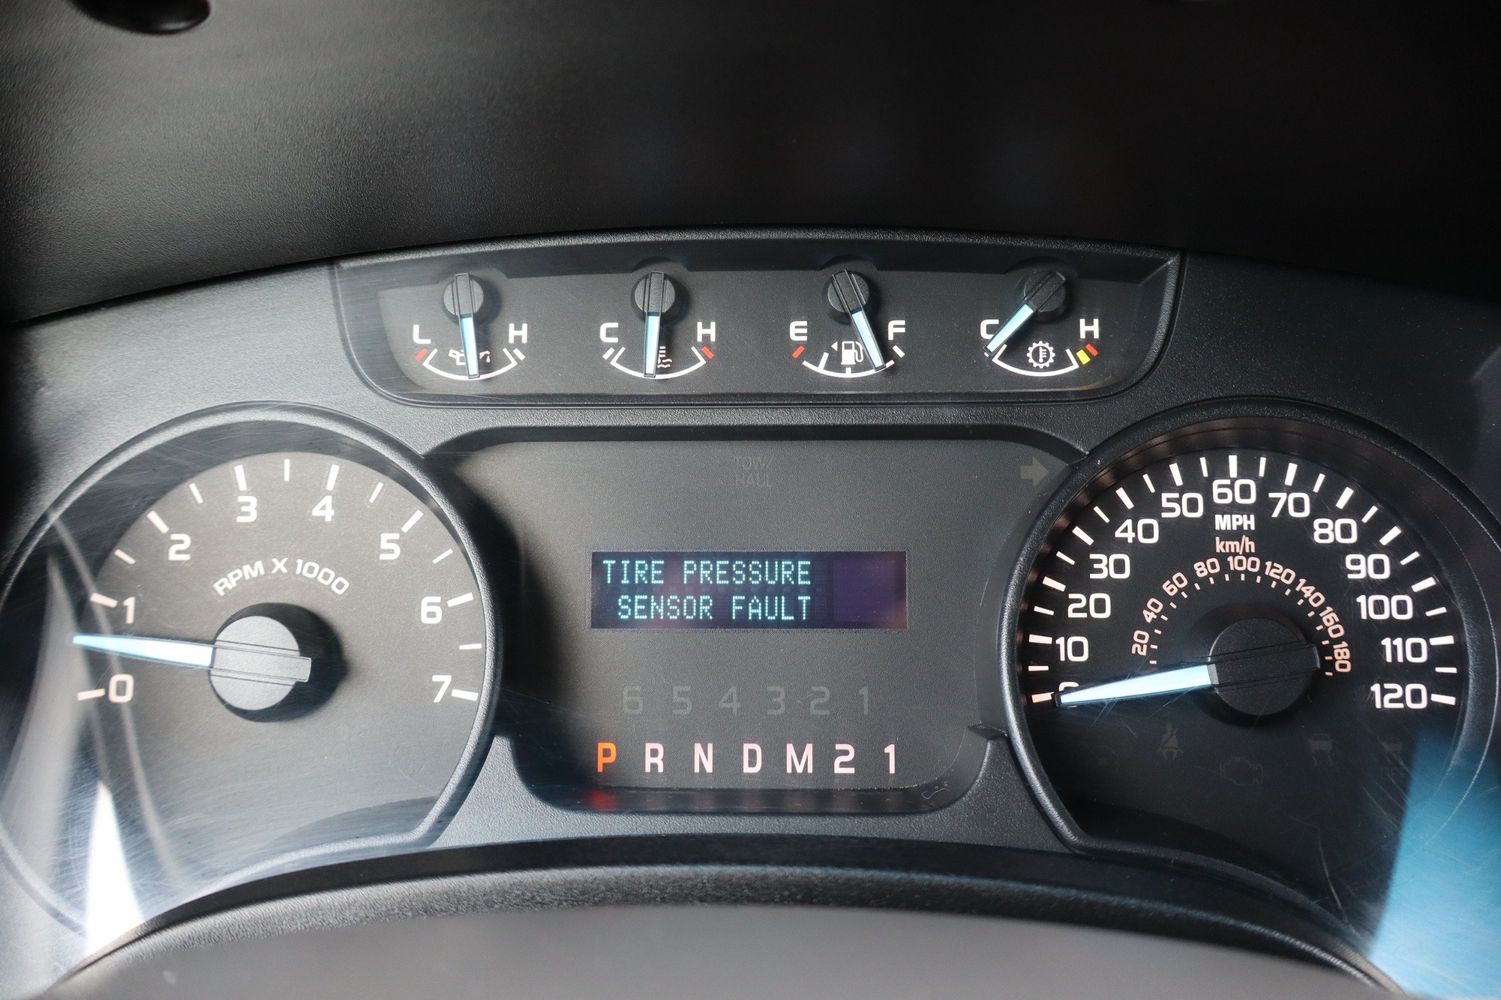 L H
C H
E F
C H
TOW/
HAUL
0 1 2 3 4 5 6 7
RPM X 1000
TIRE PRESSURE
SENSOR FAULT
6 5 4 3 2 1
P R N D M 2 1
0 10 20 30 40 50 60 70 80 90 100 110 120
MPH
km/h
20 40 60 80 100 120 140 160 180